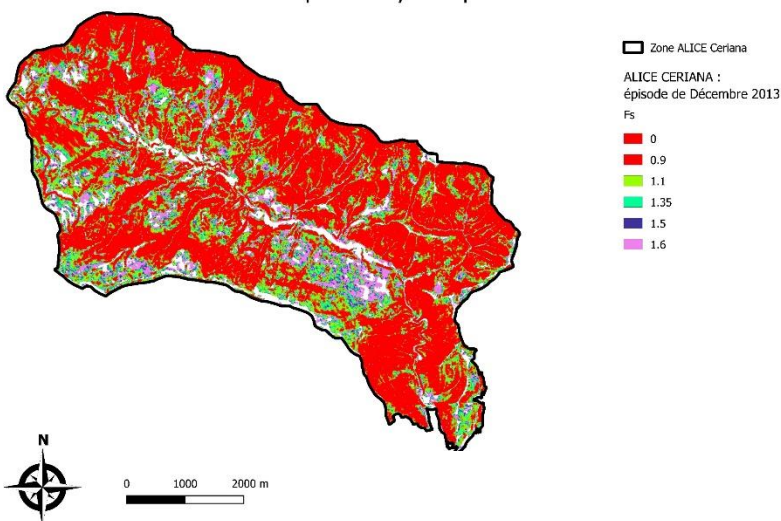 Zone ALICE Ceriana
ALICE CERIANA :
épisode de Décembre 2013
Fs
0
0.9
1.1
1.35
1.5
1.6
N
0 1000 2000 m